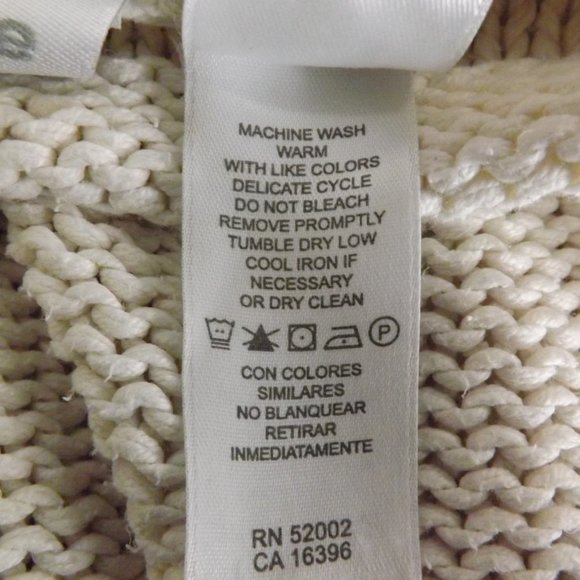 MACHINE WASH
WARM
WITH LIKE COLORS
DELICATE CYCLE
DO NOT BLEACH
REMOVE PROMPTLY
TUMBLE DRY LOW
COOL IRON IF
NECESSARY
OR DRY CLEAN
P
CON COLORES
SIMILARES
NO BLANQUEAR
RETIRAR
INMEDIATAMENTE
RN 52002
CA 16396